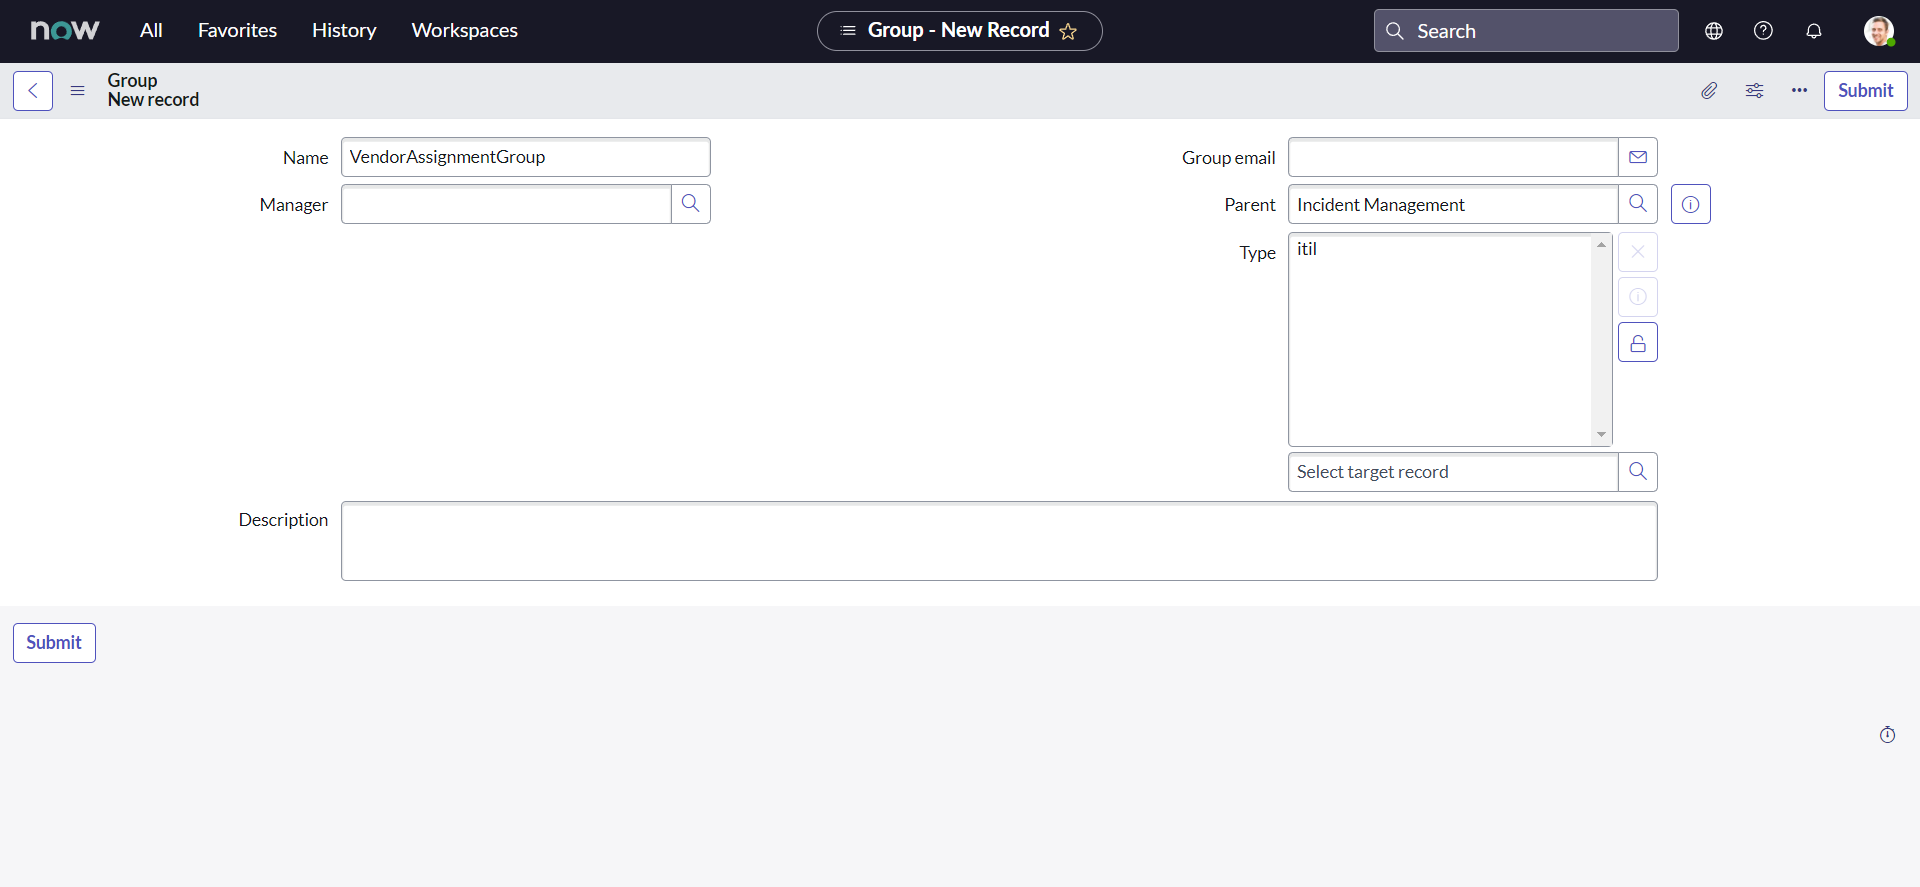 now All Favorites History Workspaces Group - New Record Search
Group
New record
Submit
Name VendorAssignmentGroup
Group email
Manager
Parent Incident Management
Type itil
Select target record
Description
Submit